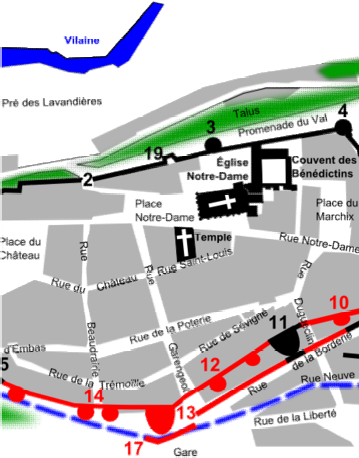 Vilaine
Pré des Lavandières
Talus
3
4
Promenade du Val
19
Église
Notre-Dame
Couvent des
Bénédictins
2
Place
Notre-Dame
Place du
Marchix
Temple
Rue Notre-Dame
Place du
Château
Rue Beaudrairie
Rue du Château
Rue Garengeot
Rue Saint-Louis
Rue Duguesclin
10
11
Rue de la Poterie
Rue de Sévigné
d'Embas
5
12
Rue de la Borderie
Rue de la Trémoille
14
Rue Neuve
13
17
Rue de la Liberté
Gare